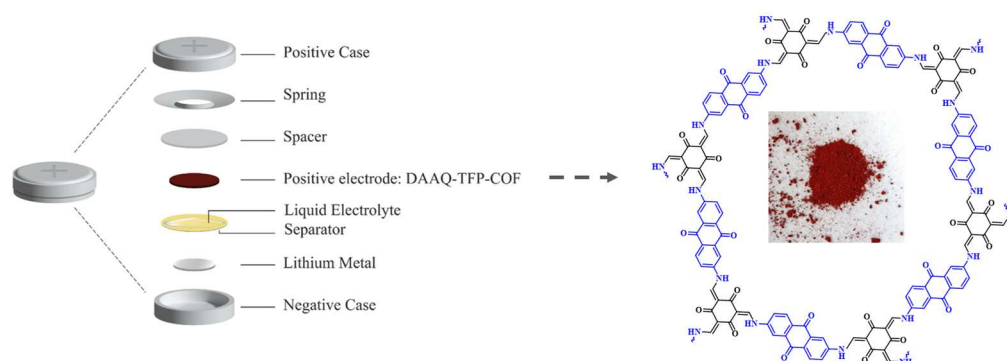 Positive Case
Spring
Spacer
Positive electrode: DAAQ-TFP-COF
Liquid Electrolyte
Separator
Lithium Metal
Negative Case